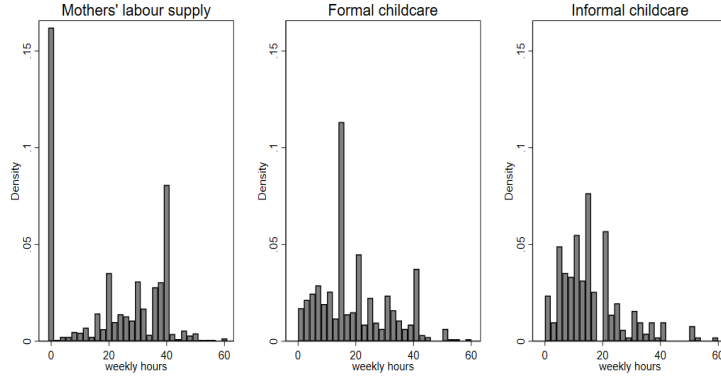 Mothers' labour supply
Formal childcare
Informal childcare
Density
.15
.1
.05
0
0 20 40 60
weekly hours
Density
.15
.1
.05
0
0 20 40 60
weekly hours
Density
.15
.1
.05
0
0 20 40 60
weekly hours